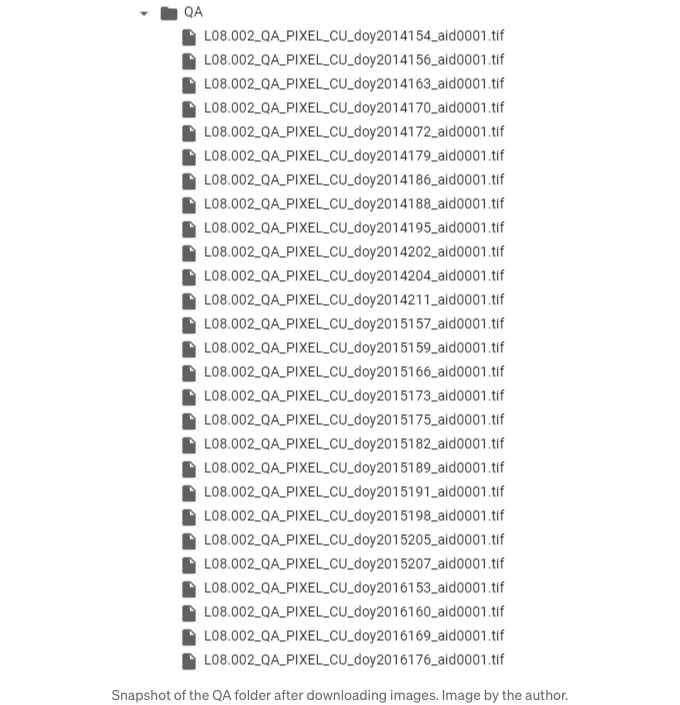 QA
L08.002_QA_PIXEL_CU_doy2014154_aid0001.tif
L08.002_QA_PIXEL_CU_doy2014156_aid0001.tif
L08.002_QA_PIXEL_CU_doy2014163_aid0001.tif
L08.002_QA_PIXEL_CU_doy2014170_aid0001.tif
L08.002_QA_PIXEL_CU_doy2014172_aid0001.tif
L08.002_QA_PIXEL_CU_doy2014179_aid0001.tif
L08.002_QA_PIXEL_CU_doy2014186_aid0001.tif
L08.002_QA_PIXEL_CU_doy2014188_aid0001.tif
L08.002_QA_PIXEL_CU_doy2014195_aid0001.tif
L08.002_QA_PIXEL_CU_doy2014202_aid0001.tif
L08.002_QA_PIXEL_CU_doy2014204_aid0001.tif
L08.002_QA_PIXEL_CU_doy2014211_aid0001.tif
L08.002_QA_PIXEL_CU_doy2015157_aid0001.tif
L08.002_QA_PIXEL_CU_doy2015159_aid0001.tif
L08.002_QA_PIXEL_CU_doy2015166_aid0001.tif
L08.002_QA_PIXEL_CU_doy2015173_aid0001.tif
L08.002_QA_PIXEL_CU_doy2015175_aid0001.tif
L08.002_QA_PIXEL_CU_doy2015182_aid0001.tif
L08.002_QA_PIXEL_CU_doy2015189_aid0001.tif
L08.002_QA_PIXEL_CU_doy2015191_aid0001.tif
L08.002_QA_PIXEL_CU_doy2015198_aid0001.tif
L08.002_QA_PIXEL_CU_doy2015205_aid0001.tif
L08.002_QA_PIXEL_CU_doy2015207_aid0001.tif
L08.002_QA_PIXEL_CU_doy2016153_aid0001.tif
L08.002_QA_PIXEL_CU_doy2016160_aid0001.tif
L08.002_QA_PIXEL_CU_doy2016169_aid0001.tif
L08.002_QA_PIXEL_CU_doy2016176_aid0001.tif
Snapshot of the QA folder after downloading images. Image by the author.